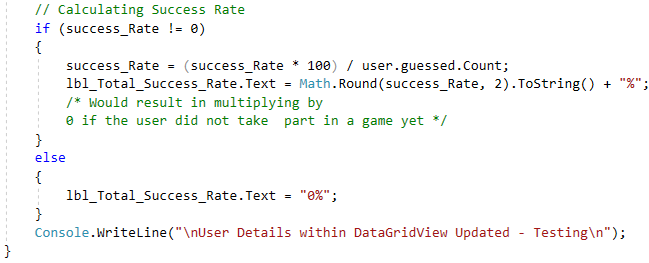 // Calculating Success Rate
if (success_Rate != 0)
{
success_Rate = (success_Rate * 100) / user.guessed.Count;
lbl_Total_Success_Rate.Text = Math.Round(success_Rate, 2).ToString() + "%";
/* Would result in multiplying by
0 if the user did not take  part in a game yet */
}
else
{
lbl_Total_Success_Rate.Text = "0%";
}
Console.WriteLine("\nUser Details within DataGridView Updated - Testing\n");
}